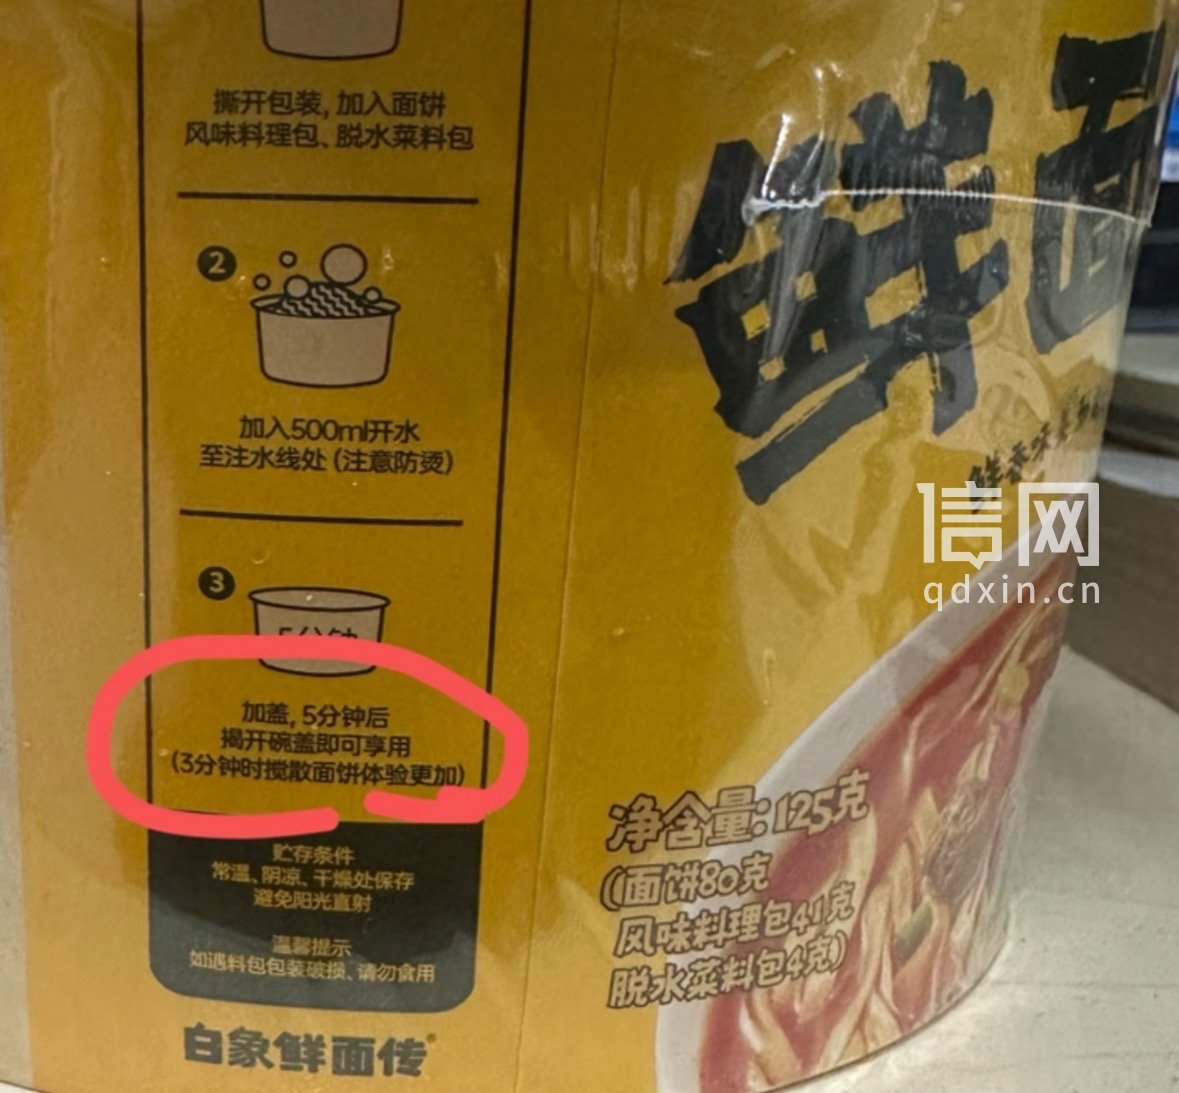 撕开包装, 加入面饼
风味料理包、脱水菜料包
2
加入500ml开水
至注水线处 (注意防烫)
3
5分钟
加盖, 5分钟后
揭开碗盖即可享用
(3分钟时搅散面饼体验更加)
贮存条件
常温、阴凉、干燥处保存
避免阳光直射
温馨提示
如遇料包包装破损、请勿食用
白象鲜面传®
鲜面
鲜香味美
信网
qdxin.cn
净含量:125克
(面饼80克
风味料理包41克
脱水菜料包4克)